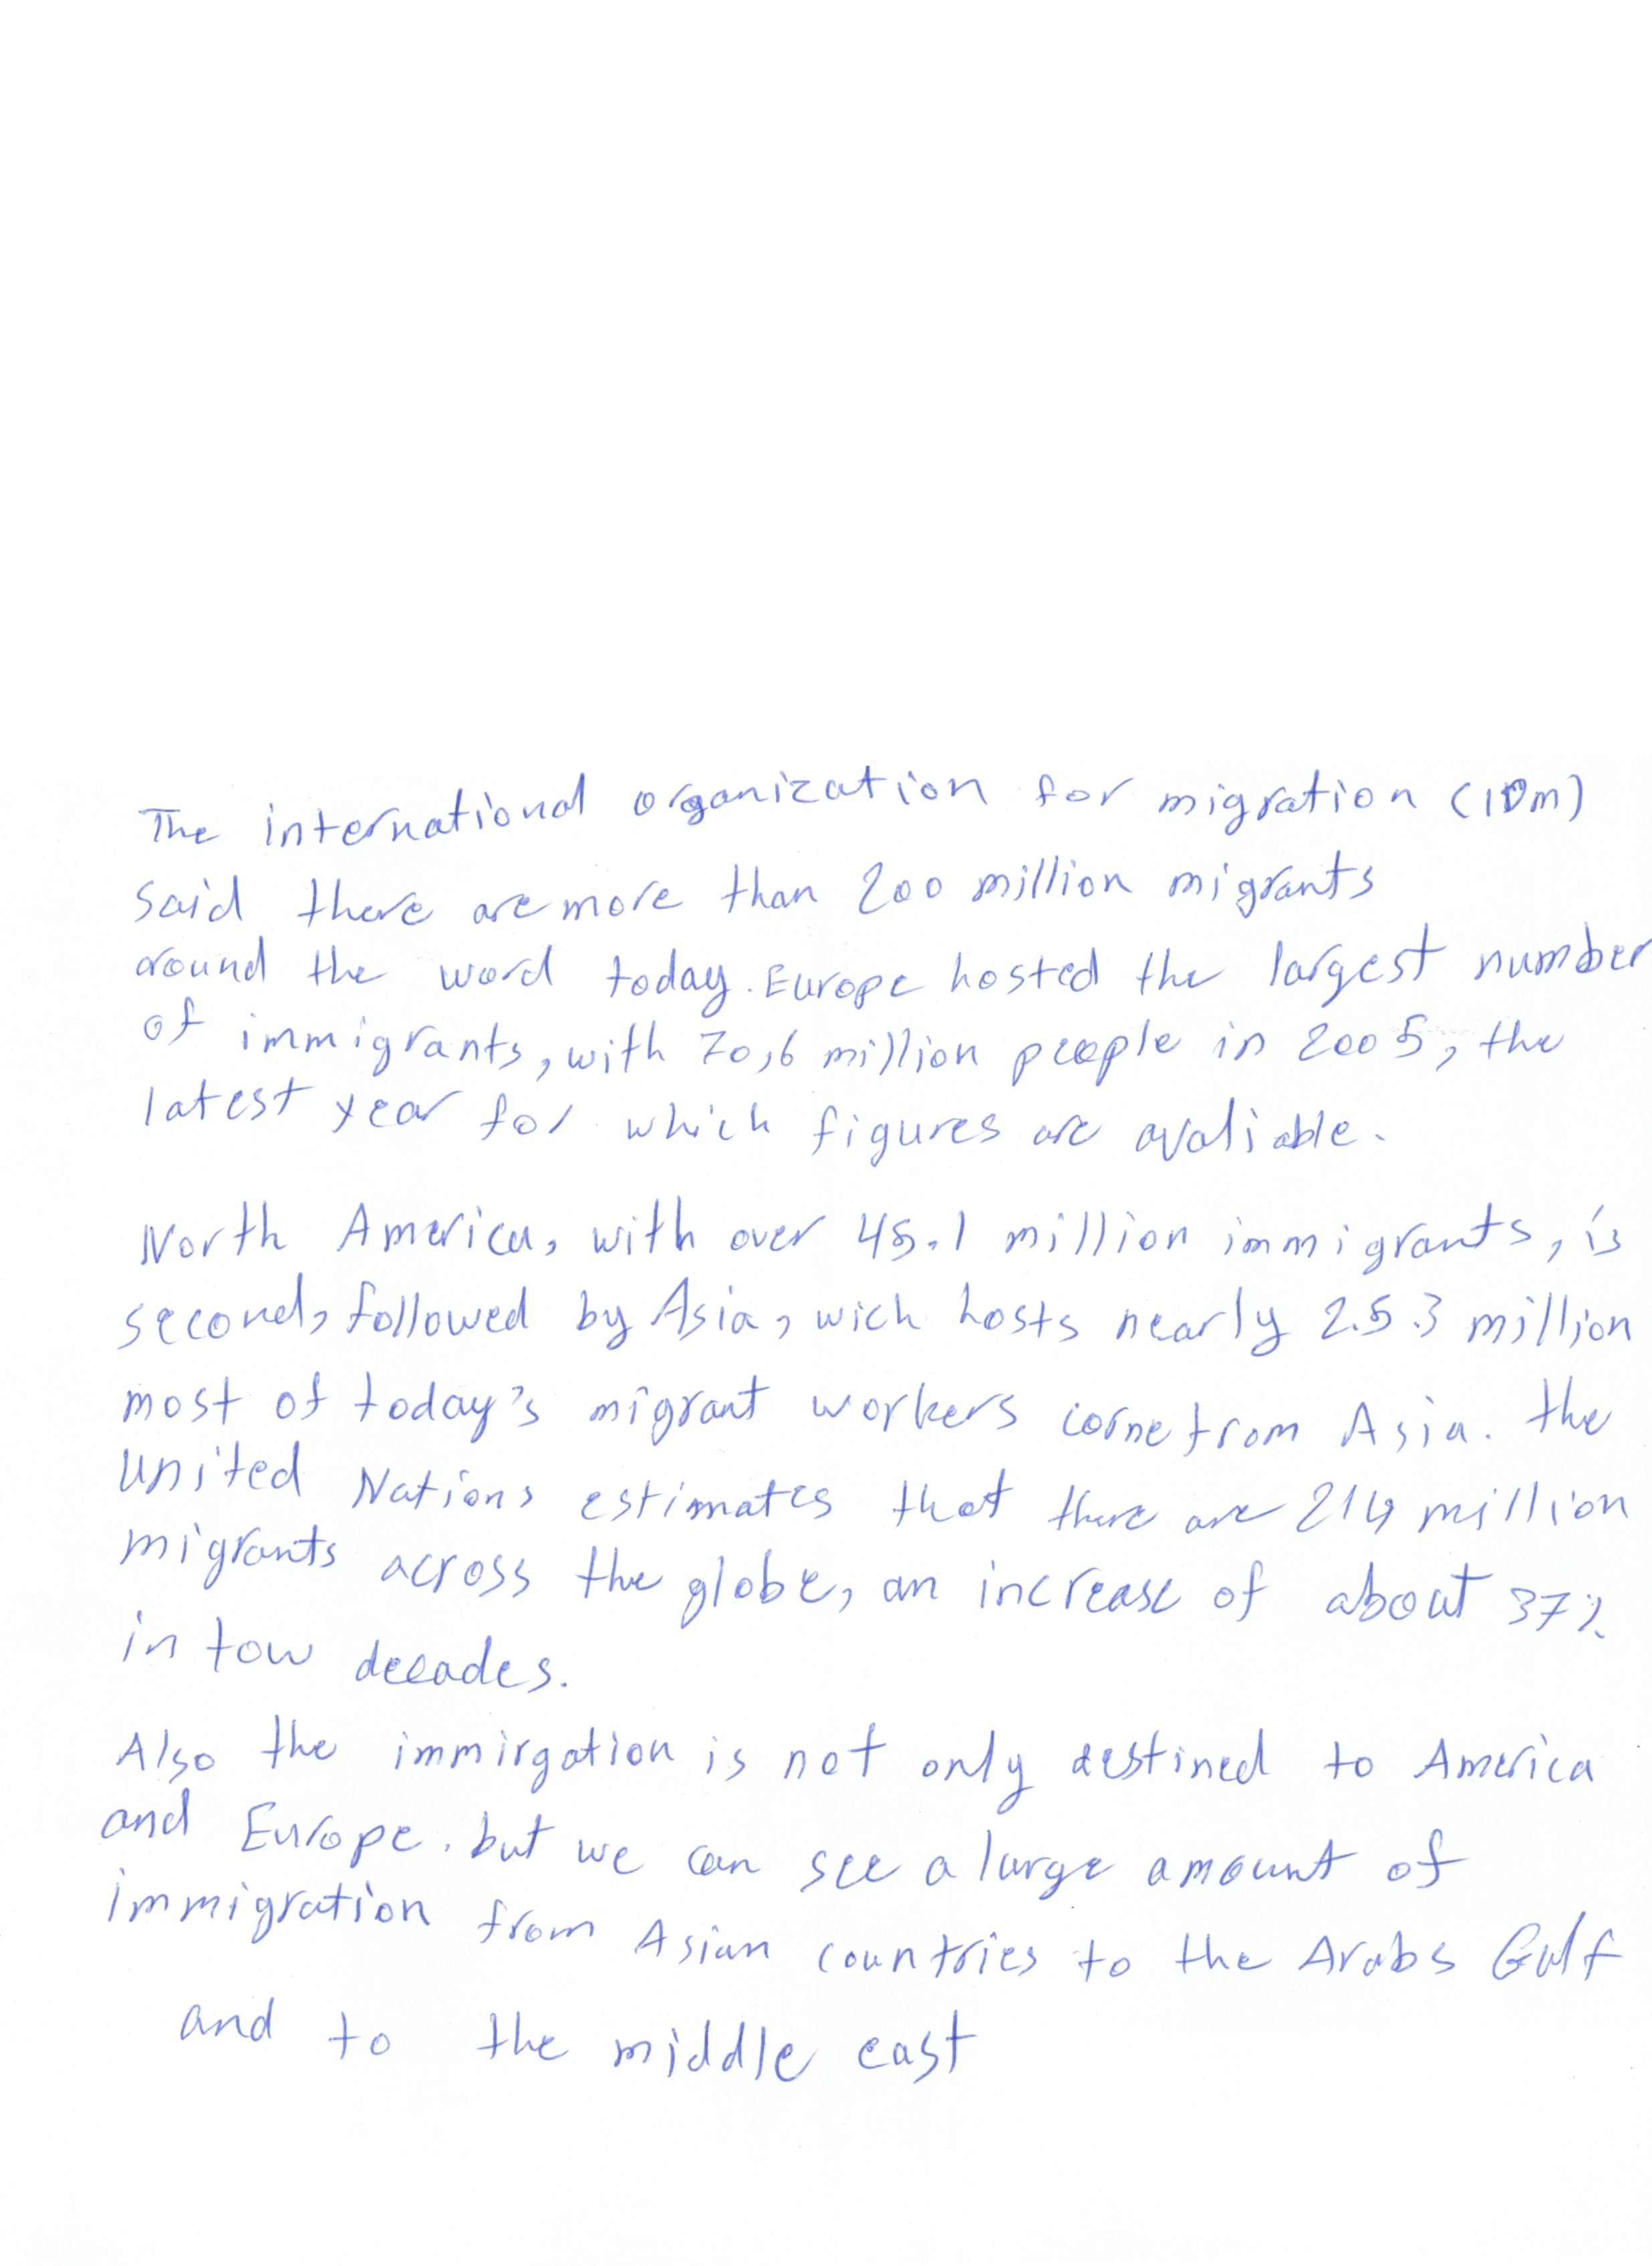 The international organization for migration (IOm)
said there are more than 200 million migrants
around the word today. Europe hosted the largest number
of immigrants, with 70,6 million people in 2005, the
latest year for which figures are avaliable.
North America, with over 45.1 million immigrants, is
second, followed by Asia, wich hosts nearly 2.5.3 million
most of today's migrant workers come from Asia. the
United Nations estimates that there are 214 million
migrants across the globe, an increase of about 37%
in tow decades.
Also the immirgation is not only destined to America
and Europe. but we can see a large amount of
immigration from Asian countries to the Arabs Gulf
and to the middle east